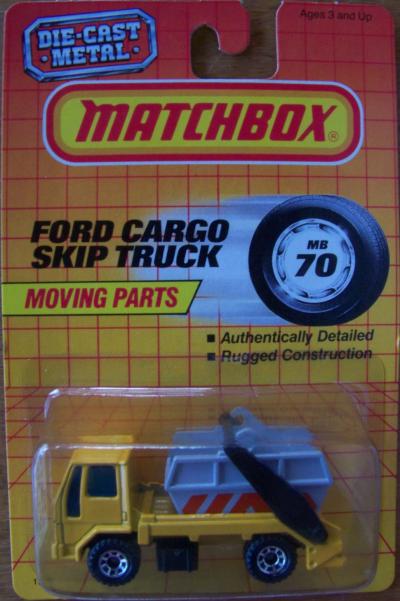 Ages 3 and Up
DIE-CAST
METAL
MATCHBOX®
FORD CARGO
SKIP TRUCK
MB
70
MOVING PARTS
■ Authentically Detailed
■ Rugged Construction